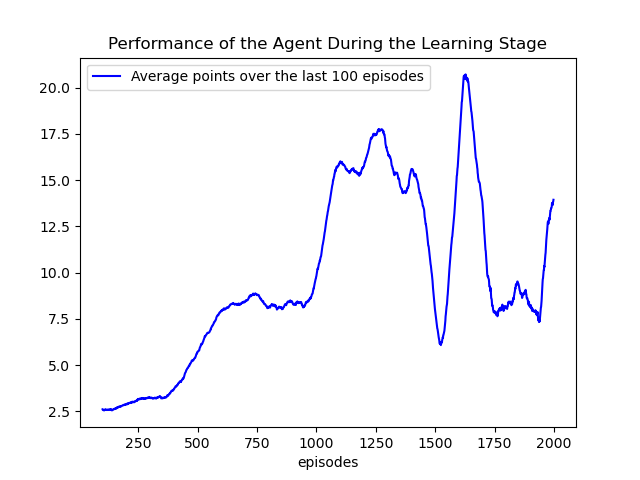 Performance of the Agent During the Learning Stage
Average points over the last 100 episodes
20.0
17.5
15.0
12.5
10.0
7.5
5.0
2.5
250 500 750 1000 1250 1500 1750 2000
episodes